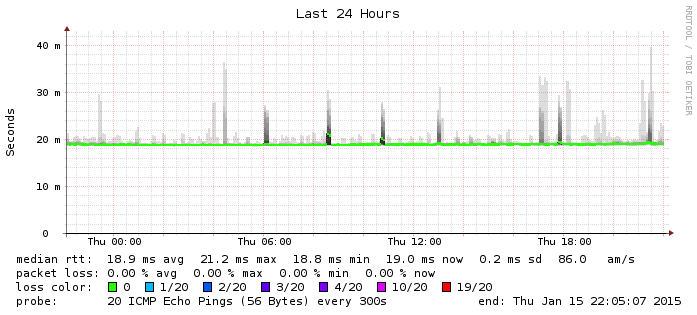 Last 24 Hours
RRDTOOL / TOBI OETIKER
Seconds
40 m
30 m
20 m
10 m
0
Thu 00:00 Thu 06:00 Thu 12:00 Thu 18:00
median rtt: 18.9 ms avg 21.2 ms max 18.8 ms min 19.0 ms now 0.2 ms sd 86.0 am/s
packet loss: 0.00 % avg 0.00 % max 0.00 % min 0.00 % now
loss color: 0 1/20 2/20 3/20 4/20 10/20 19/20
probe: 20 ICMP Echo Pings (56 Bytes) every 300s end: Thu Jan 15 22:05:07 2015